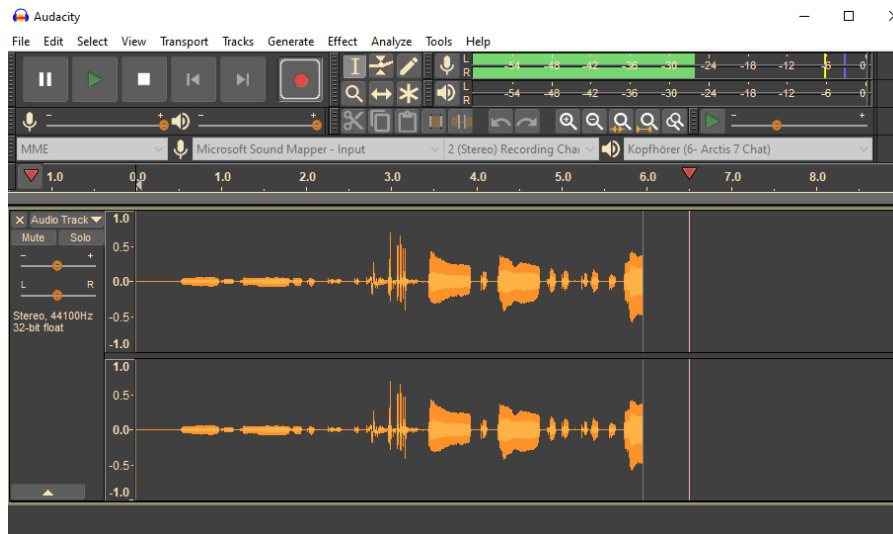 Audacity
File Edit Select View Transport Tracks Generate Effect Analyze Tools Help
L
R
-54 -48 -42 -36 -30 -24 -18 -12 -6 0
L
R
-54 -48 -42 -36 -30 -24 -18 -12 -6 0
- + - + - +
MME Microsoft Sound Mapper - Input 2 (Stereo) Recording Chai Kopfhörer (6- Arctis 7 Chat)
1.0 0.0 1.0 2.0 3.0 4.0 5.0 6.0 7.0 8.0
Audio Track 1.0
Mute Solo
0.5
- +
0.0
L R
Stereo, 44100Hz -0.5
32-bit float
-1.0
1.0
0.5
0.0
-0.5
-1.0